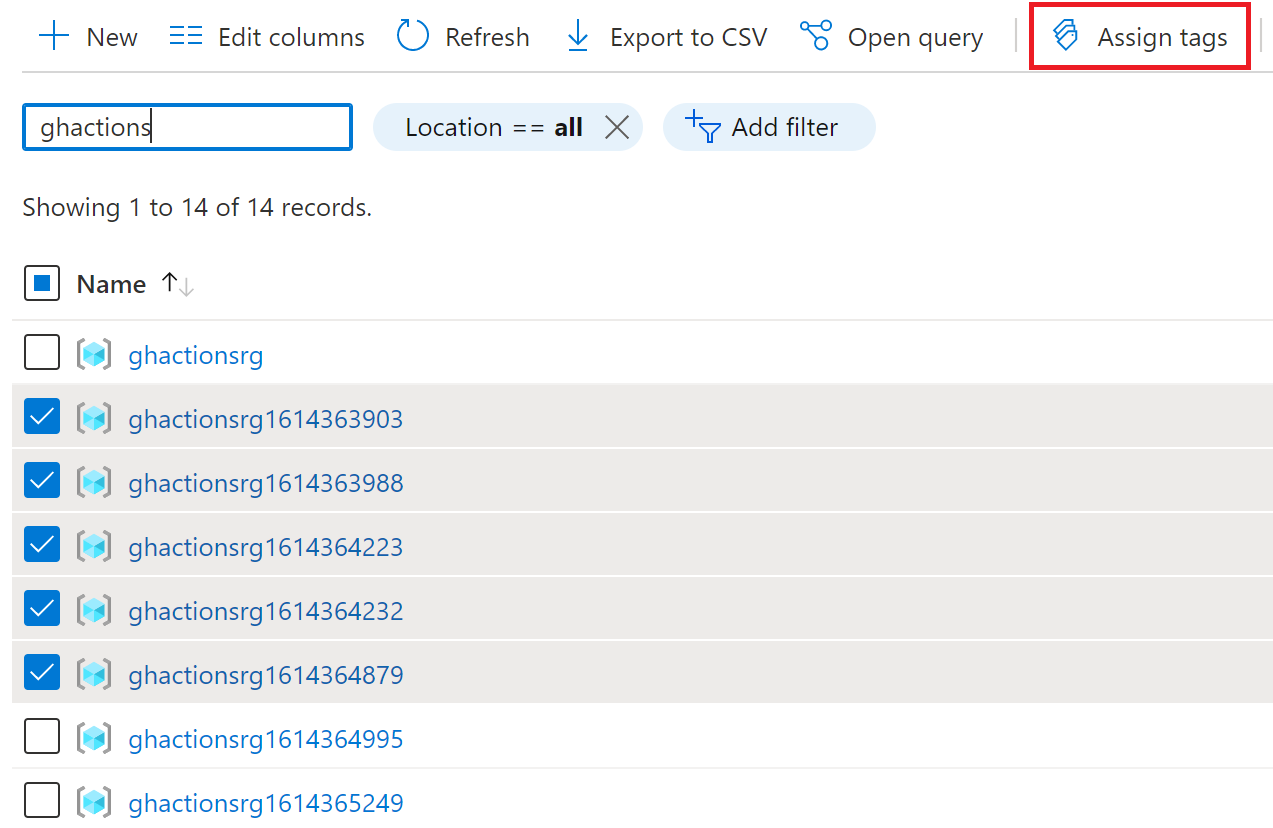 New Edit columns Refresh Export to CSV Open query Assign tags
ghactions Location == all Add filter
Showing 1 to 14 of 14 records.
Name
ghactionsrg
ghactionsrg1614363903
ghactionsrg1614363988
ghactionsrg1614364223
ghactionsrg1614364232
ghactionsrg1614364879
ghactionsrg1614364995
ghactionsrg1614365249